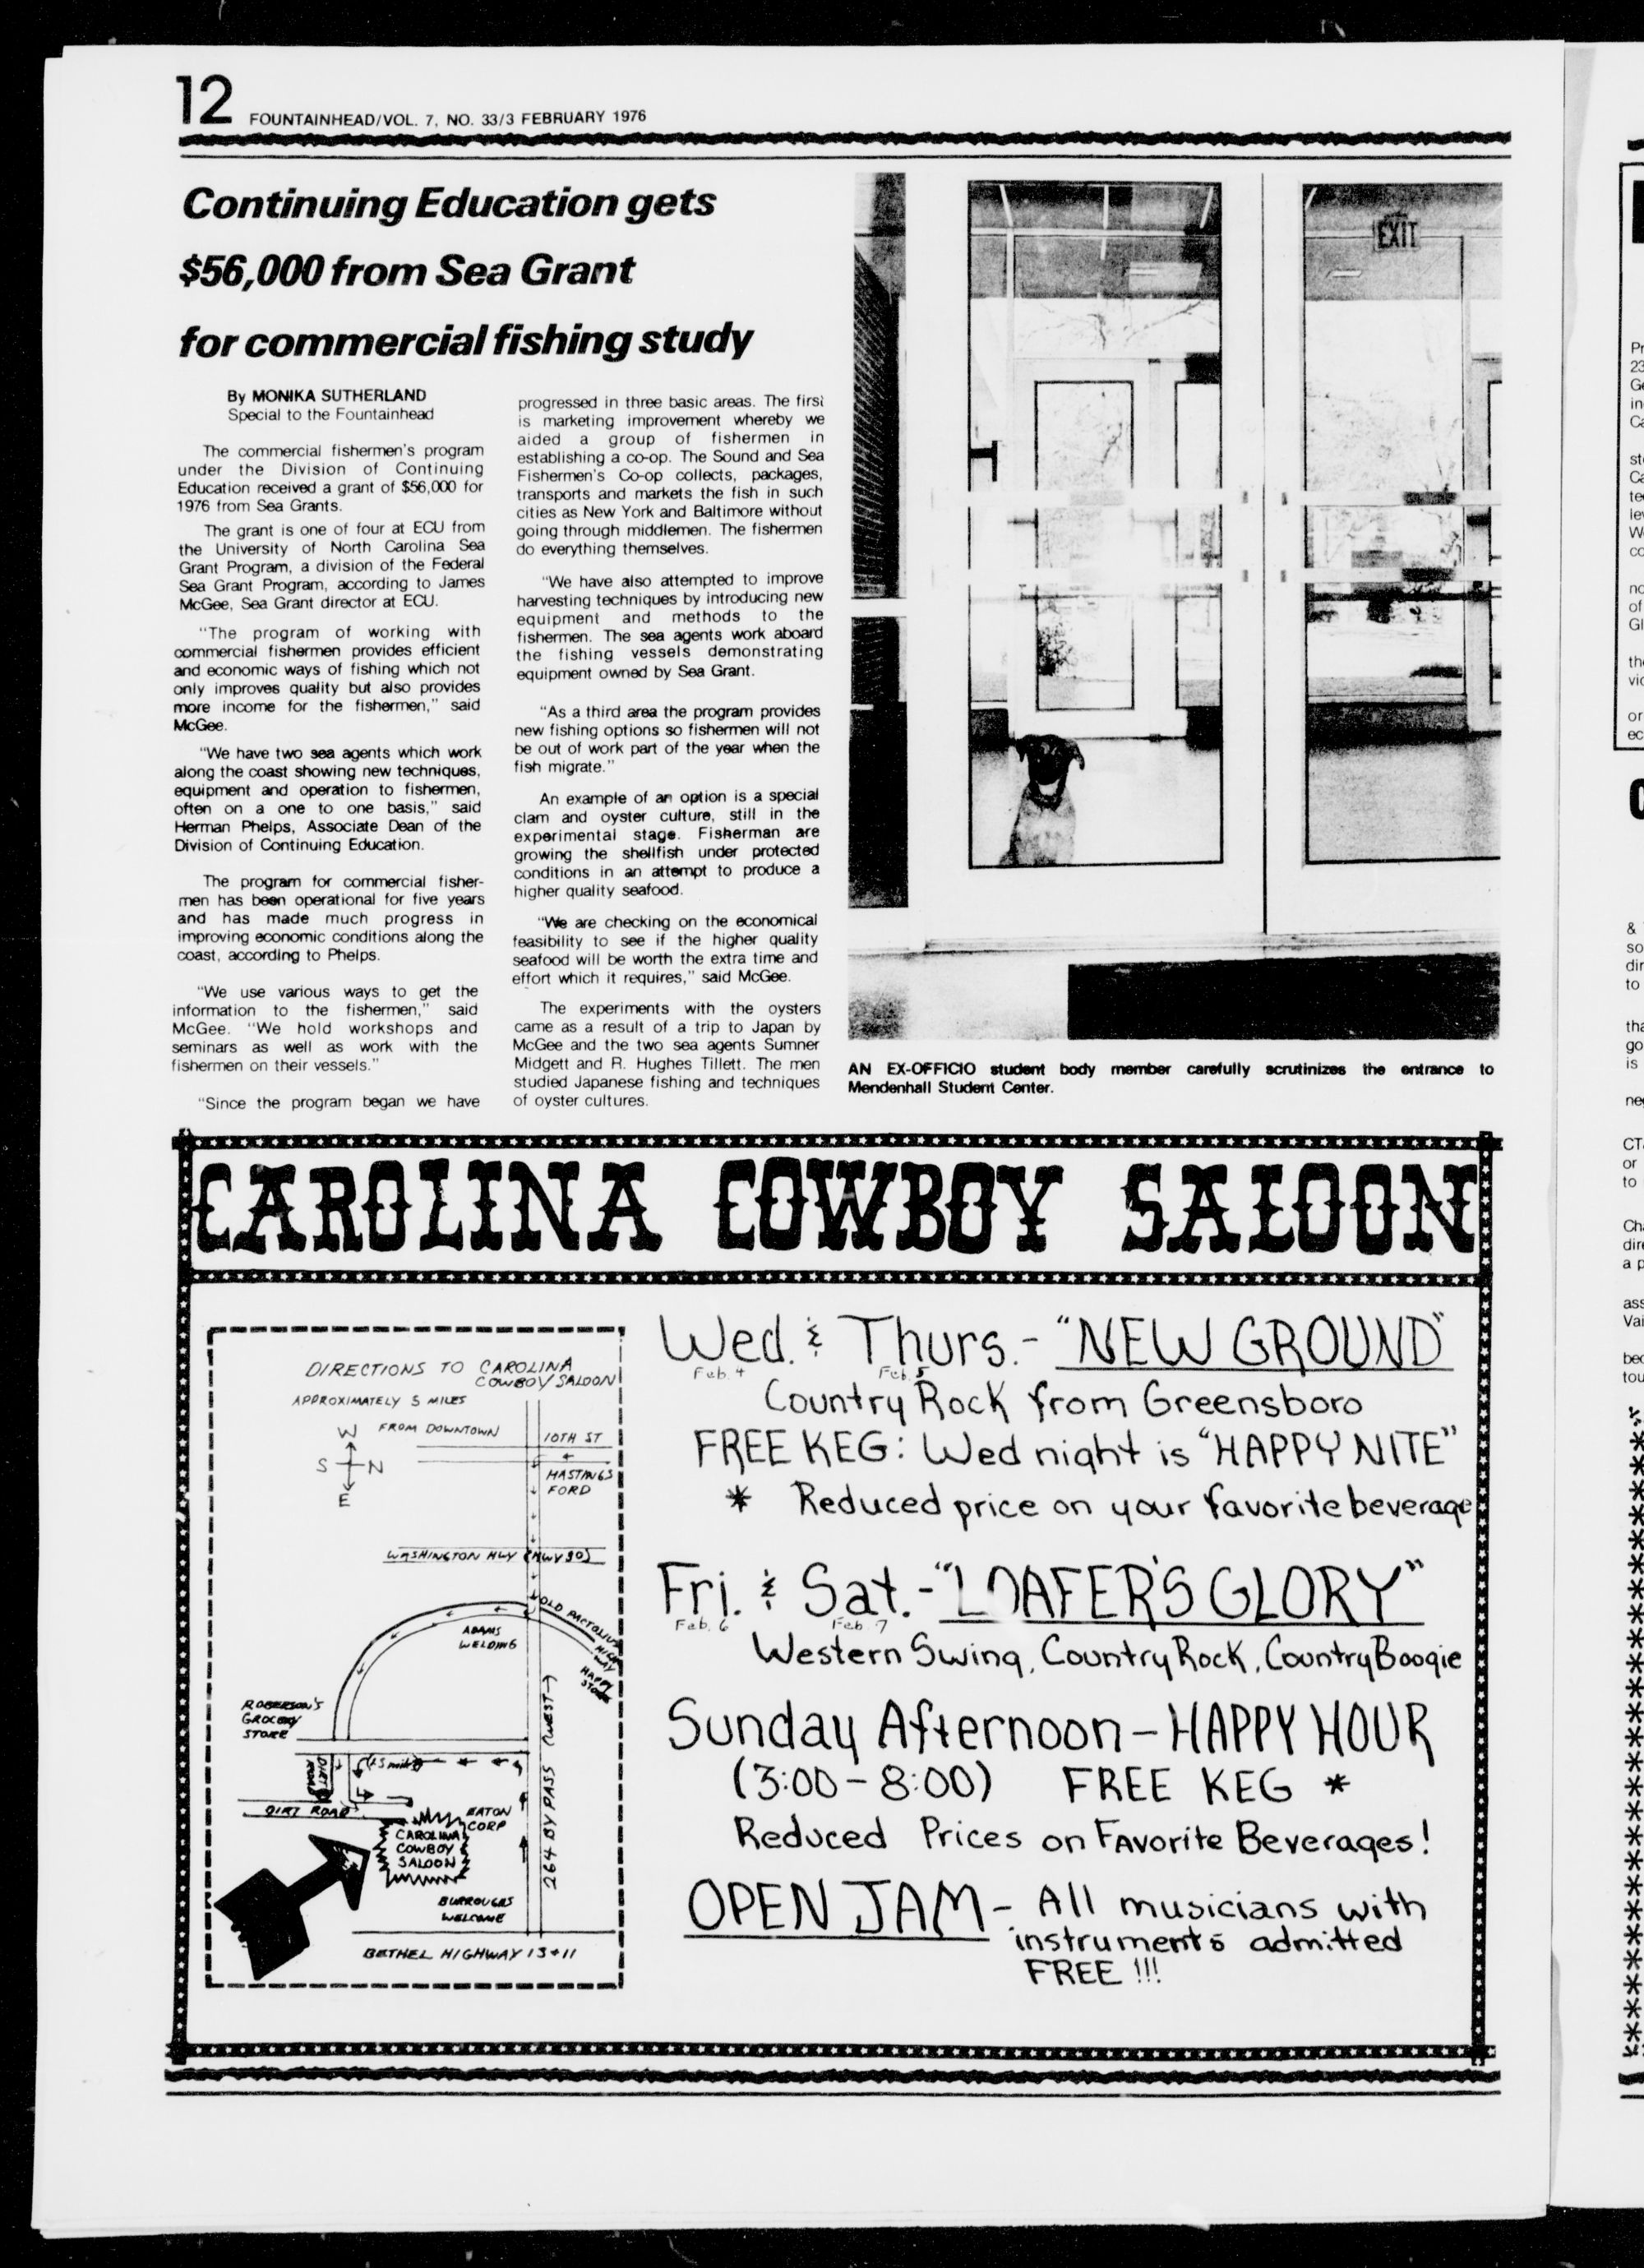 12
FOUNTAINHEAD/VOL. 7, NO. 33/3 FEBRUARY 1976
Continuing Education gets
$56,000 from Sea Grant
for commercial fishing study
By MONIKA SUTHERLAND
Special to the Fountainhead
The commercial fishermen's program
under the Division of Continuing
Education received a grant of $56,000 for
1976 from Sea Grants.
The grant is one of four at ECU from
the University of North Carolina Sea
Grant Program, a division of the Federal
Sea Grant Program, according to James
McGee, Sea Grant director at ECU.
"The program of working with
commercial fishermen provides efficient
and economic ways of fishing which not
only improves quality but also provides
more income for the fishermen," said
McGee.
"We have two sea agents which work
along the coast showing new techniques,
equipment and operation to fishermen,
often on a one to one basis," said
Herman Phelps, Associate Dean of the
Division of Continuing Education.
The program for commercial fisher-
men has been operational for five years
and has made much progress in
improving economic conditions along the
coast, according to Phelps.
"We use various ways to get the
information to the fishermen," said
McGee. "We hold workshops and
seminars as well as work with the
fishermen on their vessels."
"Since the program began we have
progressed in three basic areas. The first
is marketing improvement whereby we
aided a group of fishermen in
establishing a co-op. The Sound and Sea
Fishermen's Co-op collects, packages,
transports and markets the fish in such
cities as New York and Baltimore without
going through middlemen. The fishermen
do everything themselves.
"We have also attempted to improve
harvesting techniques by introducing new
equipment and methods to the
fishermen. The sea agents work aboard
the fishing vessels demonstrating
equipment owned by Sea Grant.
"As a third area the program provides
new fishing options so fishermen will not
be out of work part of the year when the
fish migrate."
An example of an option is a special
clam and oyster culture, still in the
experimental stage. Fisherman are
growing the shellfish under protected
conditions in an attempt to produce a
higher quality seafood.
"We are checking on the economical
feasibility to see if the higher quality
seafood will be worth the extra time and
effort which it requires," said McGee.
The experiments with the oysters
came as a result of a trip to Japan by
McGee and the two sea agents Sumner
Midgett and R. Hughes Tillett. The men
studied Japanese fishing and techniques
of oyster cultures.
EXIT
AN EX-OFFICIO student body member carefully scrutinizes the entrance to
Mendenhall Student Center.
CAROLINA COWBOY SALOON
DIRECTIONS TO CAROLINA
COWBOY SALOON
APPROXIMATELY 5 MILES
FROM DOWNTOWN
W
S N
E
10TH ST
HASTINGS
FORD
WASHINGTON HWY (HWY 30)
OLD PACTOLUS
HIGHWAY
ADAMS
WELDING
HAPPY
STORE
ROBERSON'S
GROCERY
STORE
DIRT
ROAD
DIRT ROAD
EATON
CORP
CAROLINA
COWBOY
SALOON
264 BY PASS (WEST→)
BURROUGHS
WELCOME
BETHEL HIGHWAY 13+11
Wed. & Thurs. - "NEW GROUND"
Feb. 4 Feb. 5
Country Rock from Greensboro
FREE KEG: Wed night is "HAPPY NITE"
* Reduced price on your favorite beverage
Fri. & Sat. - "LOAFER'S GLORY"
Feb. 6 Feb. 7
Western Swing, Country Rock, Country Boogie
Sunday Afternoon - HAPPY HOUR
(3:00 - 8:00) FREE KEG *
Reduced Prices on Favorite Beverages!
OPEN JAM - All musicians with
instruments admitted
FREE!!!